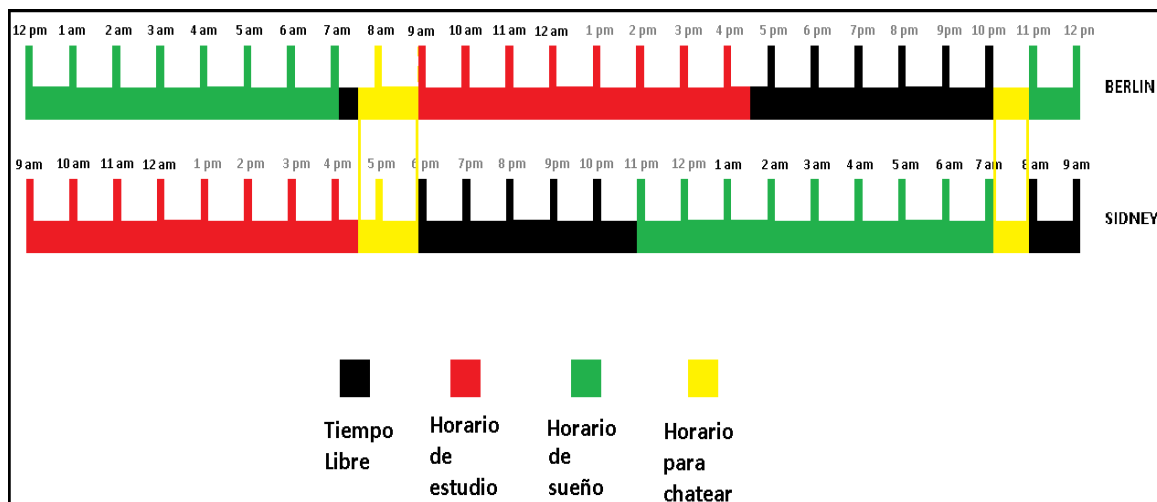 12 pm 1 am 2 am 3 am 4 am 5 am 6 am 7 am 8 am 9 am 10 am 11 am 12 am 1 pm 2 pm 3 pm 4 pm 5 pm 6 pm 7 pm 8 pm 9pm 10 pm 11 pm 12 pn
BERLIN
9 am 10 am 11 am 12 am 1 pm 2 pm 3 pm 4 pm 5 pm 6 pm 7pm 8 pm 9pm 10 pm 11 pm 12 pm 1 am 2 am 3 am 4 am 5 am 6 am 7 am 8 am 9 am
SIDNEY
Tiempo
Libre
Horario
de
estudio
Horario
de
sueño
Horario
para
chatear